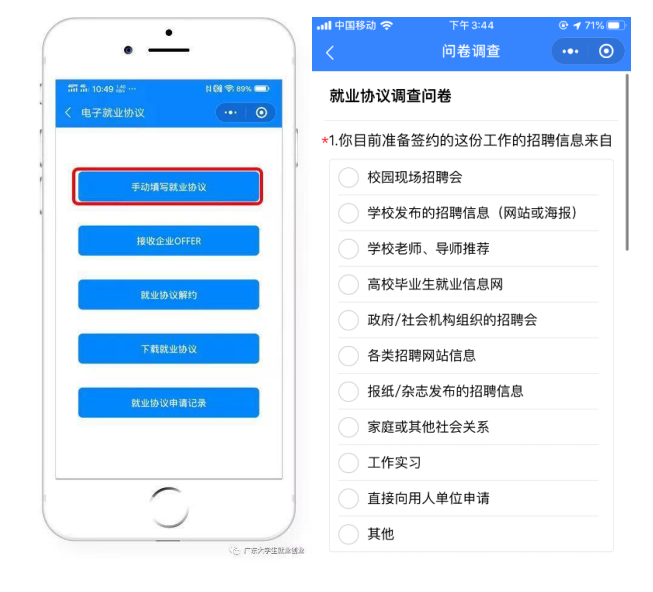 10:49
89%
电子就业协议
手动填写就业协议
接收企业OFFER
就业协议解约
下载就业协议
就业协议申请记录
广东大学生就业创业
中国移动
下午3:44
71%
问卷调查
就业协议调查问卷
*1.你目前准备签约的这份工作的招聘信息来自
校园现场招聘会
学校发布的招聘信息（网站或海报）
学校老师、导师推荐
高校毕业生就业信息网
政府/社会机构组织的招聘会
各类招聘网站信息
报纸/杂志发布的招聘信息
家庭或其他社会关系
工作实习
直接向用人单位申请
其他